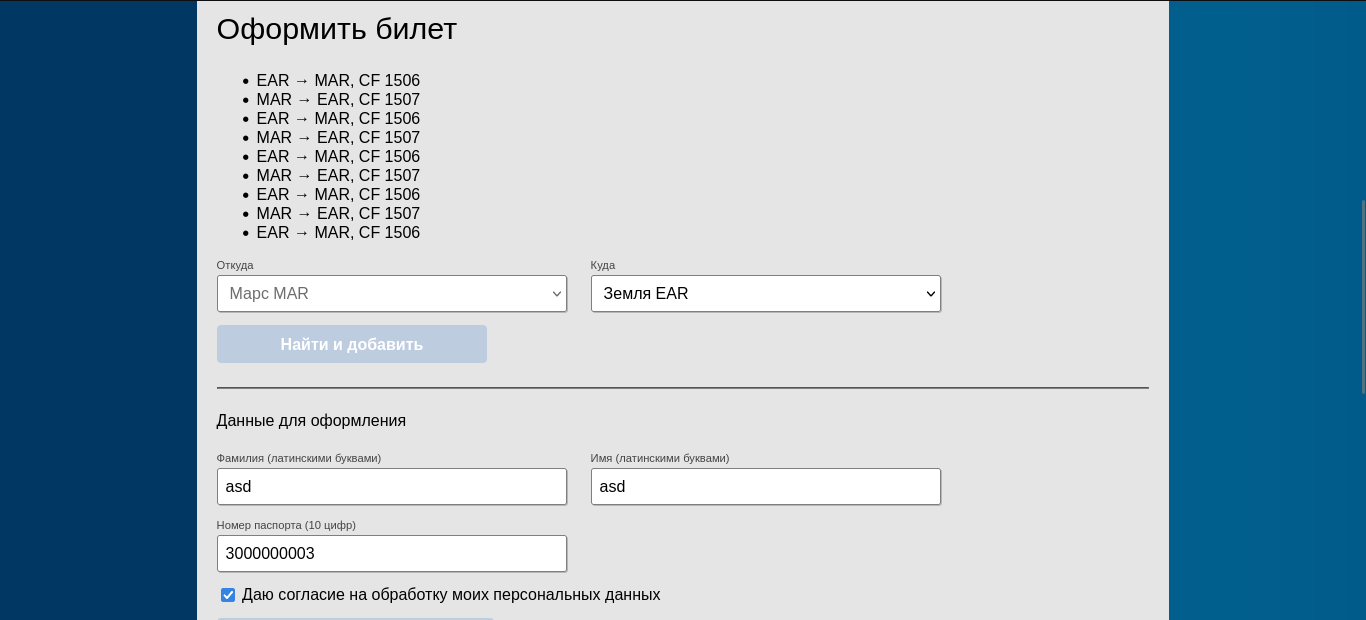 Оформить билет
• EAR → MAR, CF 1506
• MAR → EAR, CF 1507
• EAR → MAR, CF 1506
• MAR → EAR, CF 1507
• EAR → MAR, CF 1506
• MAR → EAR, CF 1507
• EAR → MAR, CF 1506
• MAR → EAR, CF 1507
• EAR → MAR, CF 1506
Откуда Куда
Марс MAR Земля EAR
Найти и добавить
Данные для оформления
Фамилия (латинскими буквами) Имя (латинскими буквами)
asd asd
Номер паспорта (10 цифр)
3000000003
Даю согласие на обработку моих персональных данных